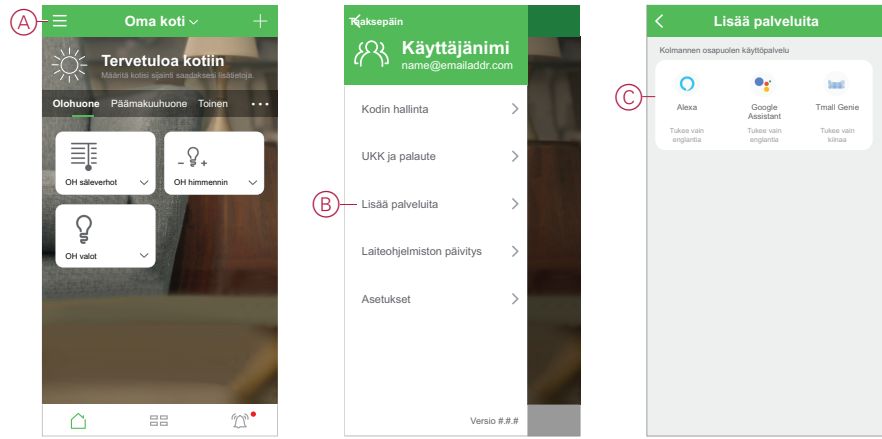 A
Oma koti
Tervetuloa kotiin
Määritä kotisi sijainti saadaksesi lisätietoja.
Olohuone Päämakuuhuone Toinen
OH säleverhot
OH himmennin
OH valot
Taaksepäin
Käyttäjänimi
name@emailaddr.com
Kodin hallinta
UKK ja palaute
B
Lisää palveluita
Laiteohjelmiston päivitys
Asetukset
Versio #.#.#
Lisää palveluita
Kolmannen osapuolen käyttöpalvelu
C
Alexa
Tukee vain
englantia
Google
Assistant
Tukee vain
englantia
Tmall Genie
Tukee vain
kiinaa